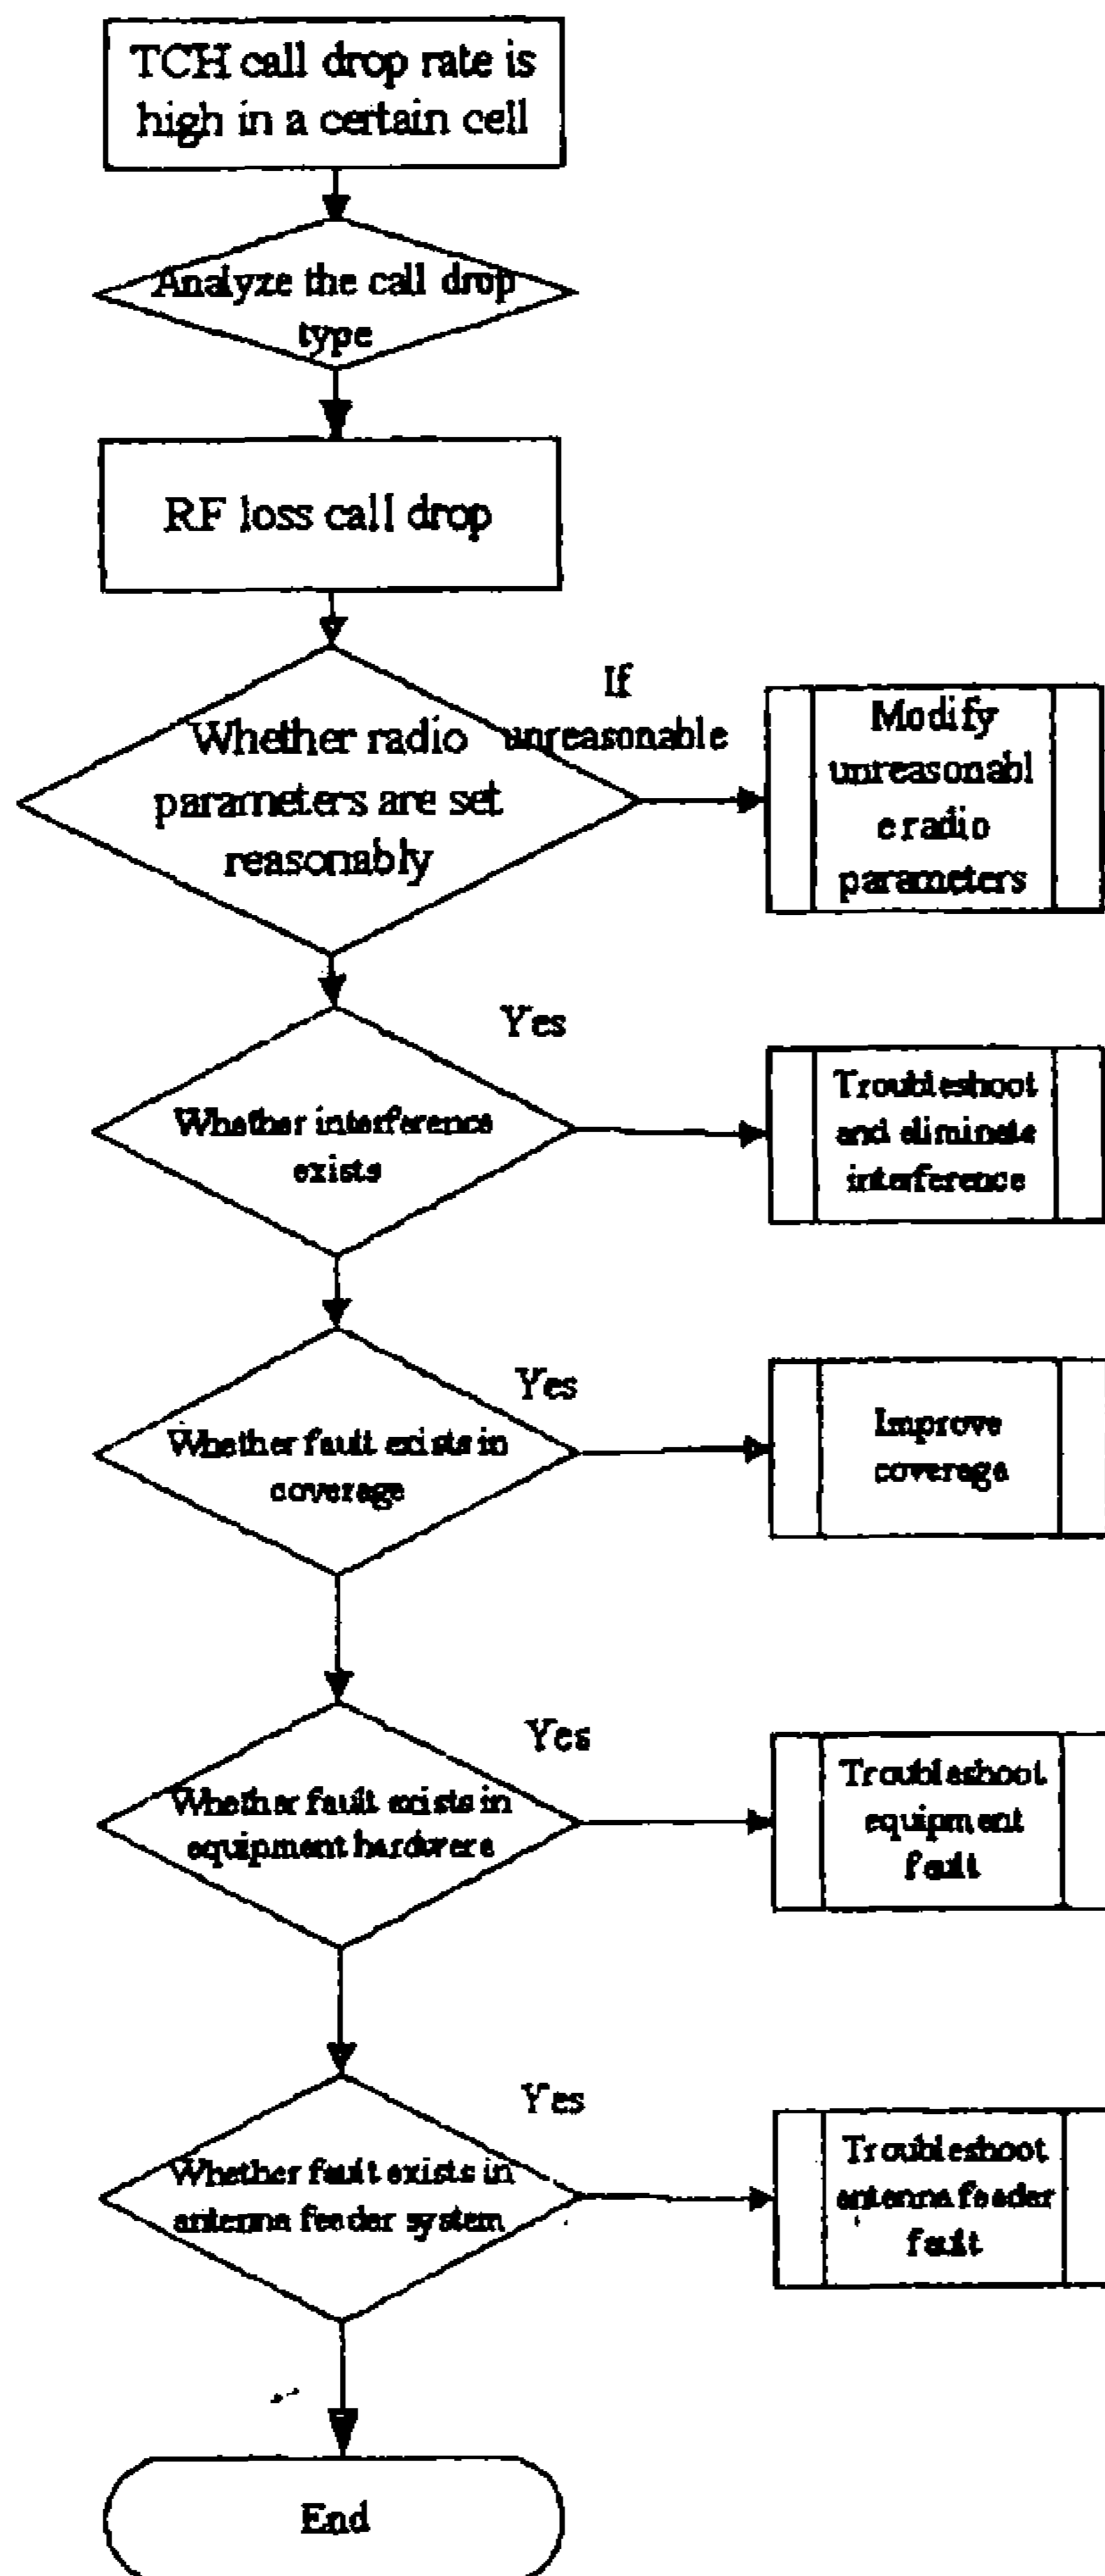 TCH call drop rate is
high in a certain cell
Analyze the call drop
type
RF loss call drop
If
unreasonable
Whether radio
parameters are set
reasonably
Modify
unreasonabl
e radio
parameters
Yes
Whether interference
exists
Troubleshoot
and eliminate
interference
Yes
Whether fault exists in
coverage
Improve
coverage
Yes
Whether fault exists in
equipment hardware
Troubleshoot
equipment
fault
Yes
Whether fault exists in
antenna feeder system
Troubleshoot
antenna feeder
fault
End